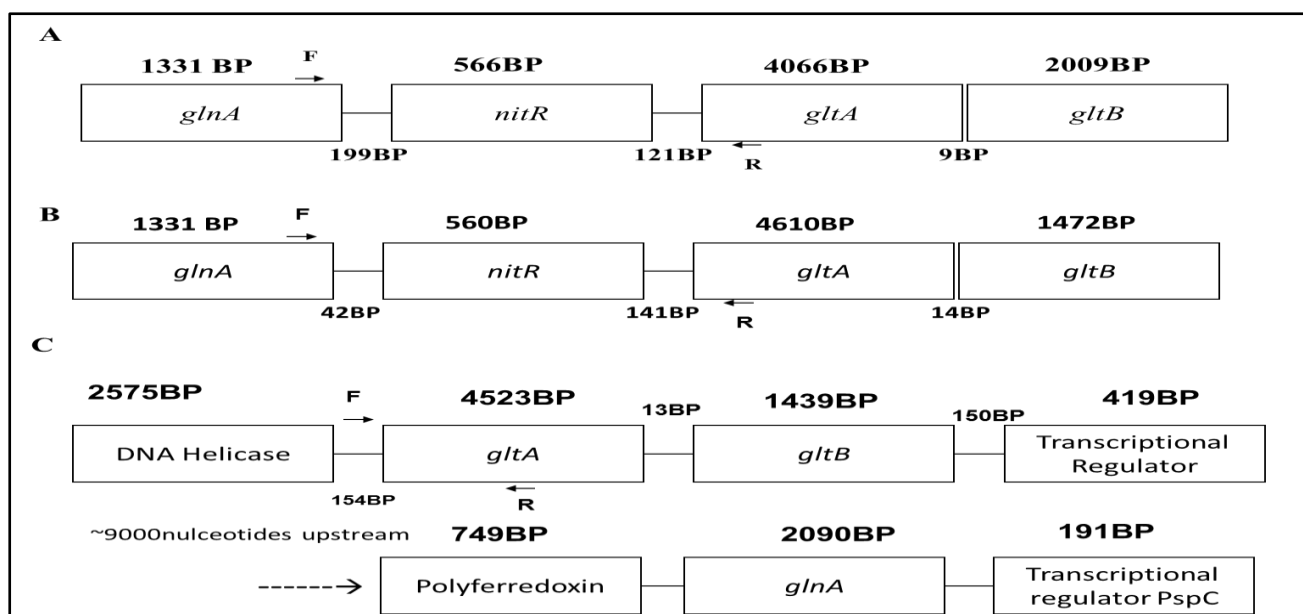 A
1331 BP F 566BP 4066BP 2009BP
glnA nitR gltA gltB
199BP 121BP R 9BP
B
1331 BP F 560BP 4610BP 1472BP
glnA nitR gltA gltB
42BP 141BP R 14BP
C
2575BP F 4523BP 13BP 1439BP 150BP 419BP
DNA Helicase gltA gltB Transcriptional
Regulator
154BP R
~9000nulceotides upstream 749BP 2090BP 191BP
Polyferredoxin glnA Transcriptional
regulator PspC